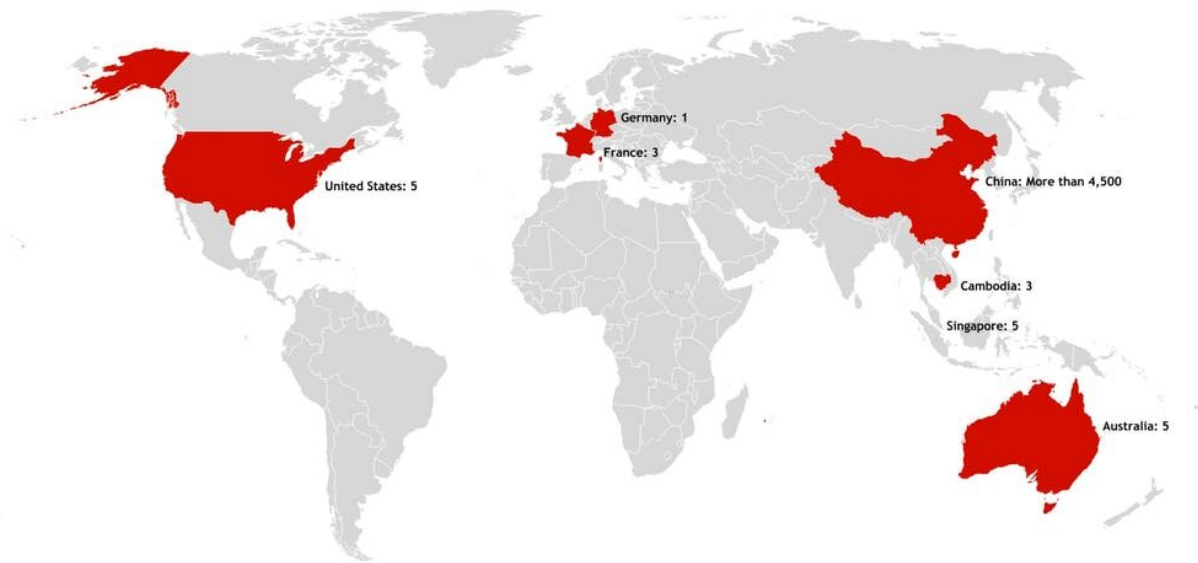 Germany: 1
France: 3
United States: 5
China: More than 4,500
Cambodia: 3
Singapore: 5
Australia: 5